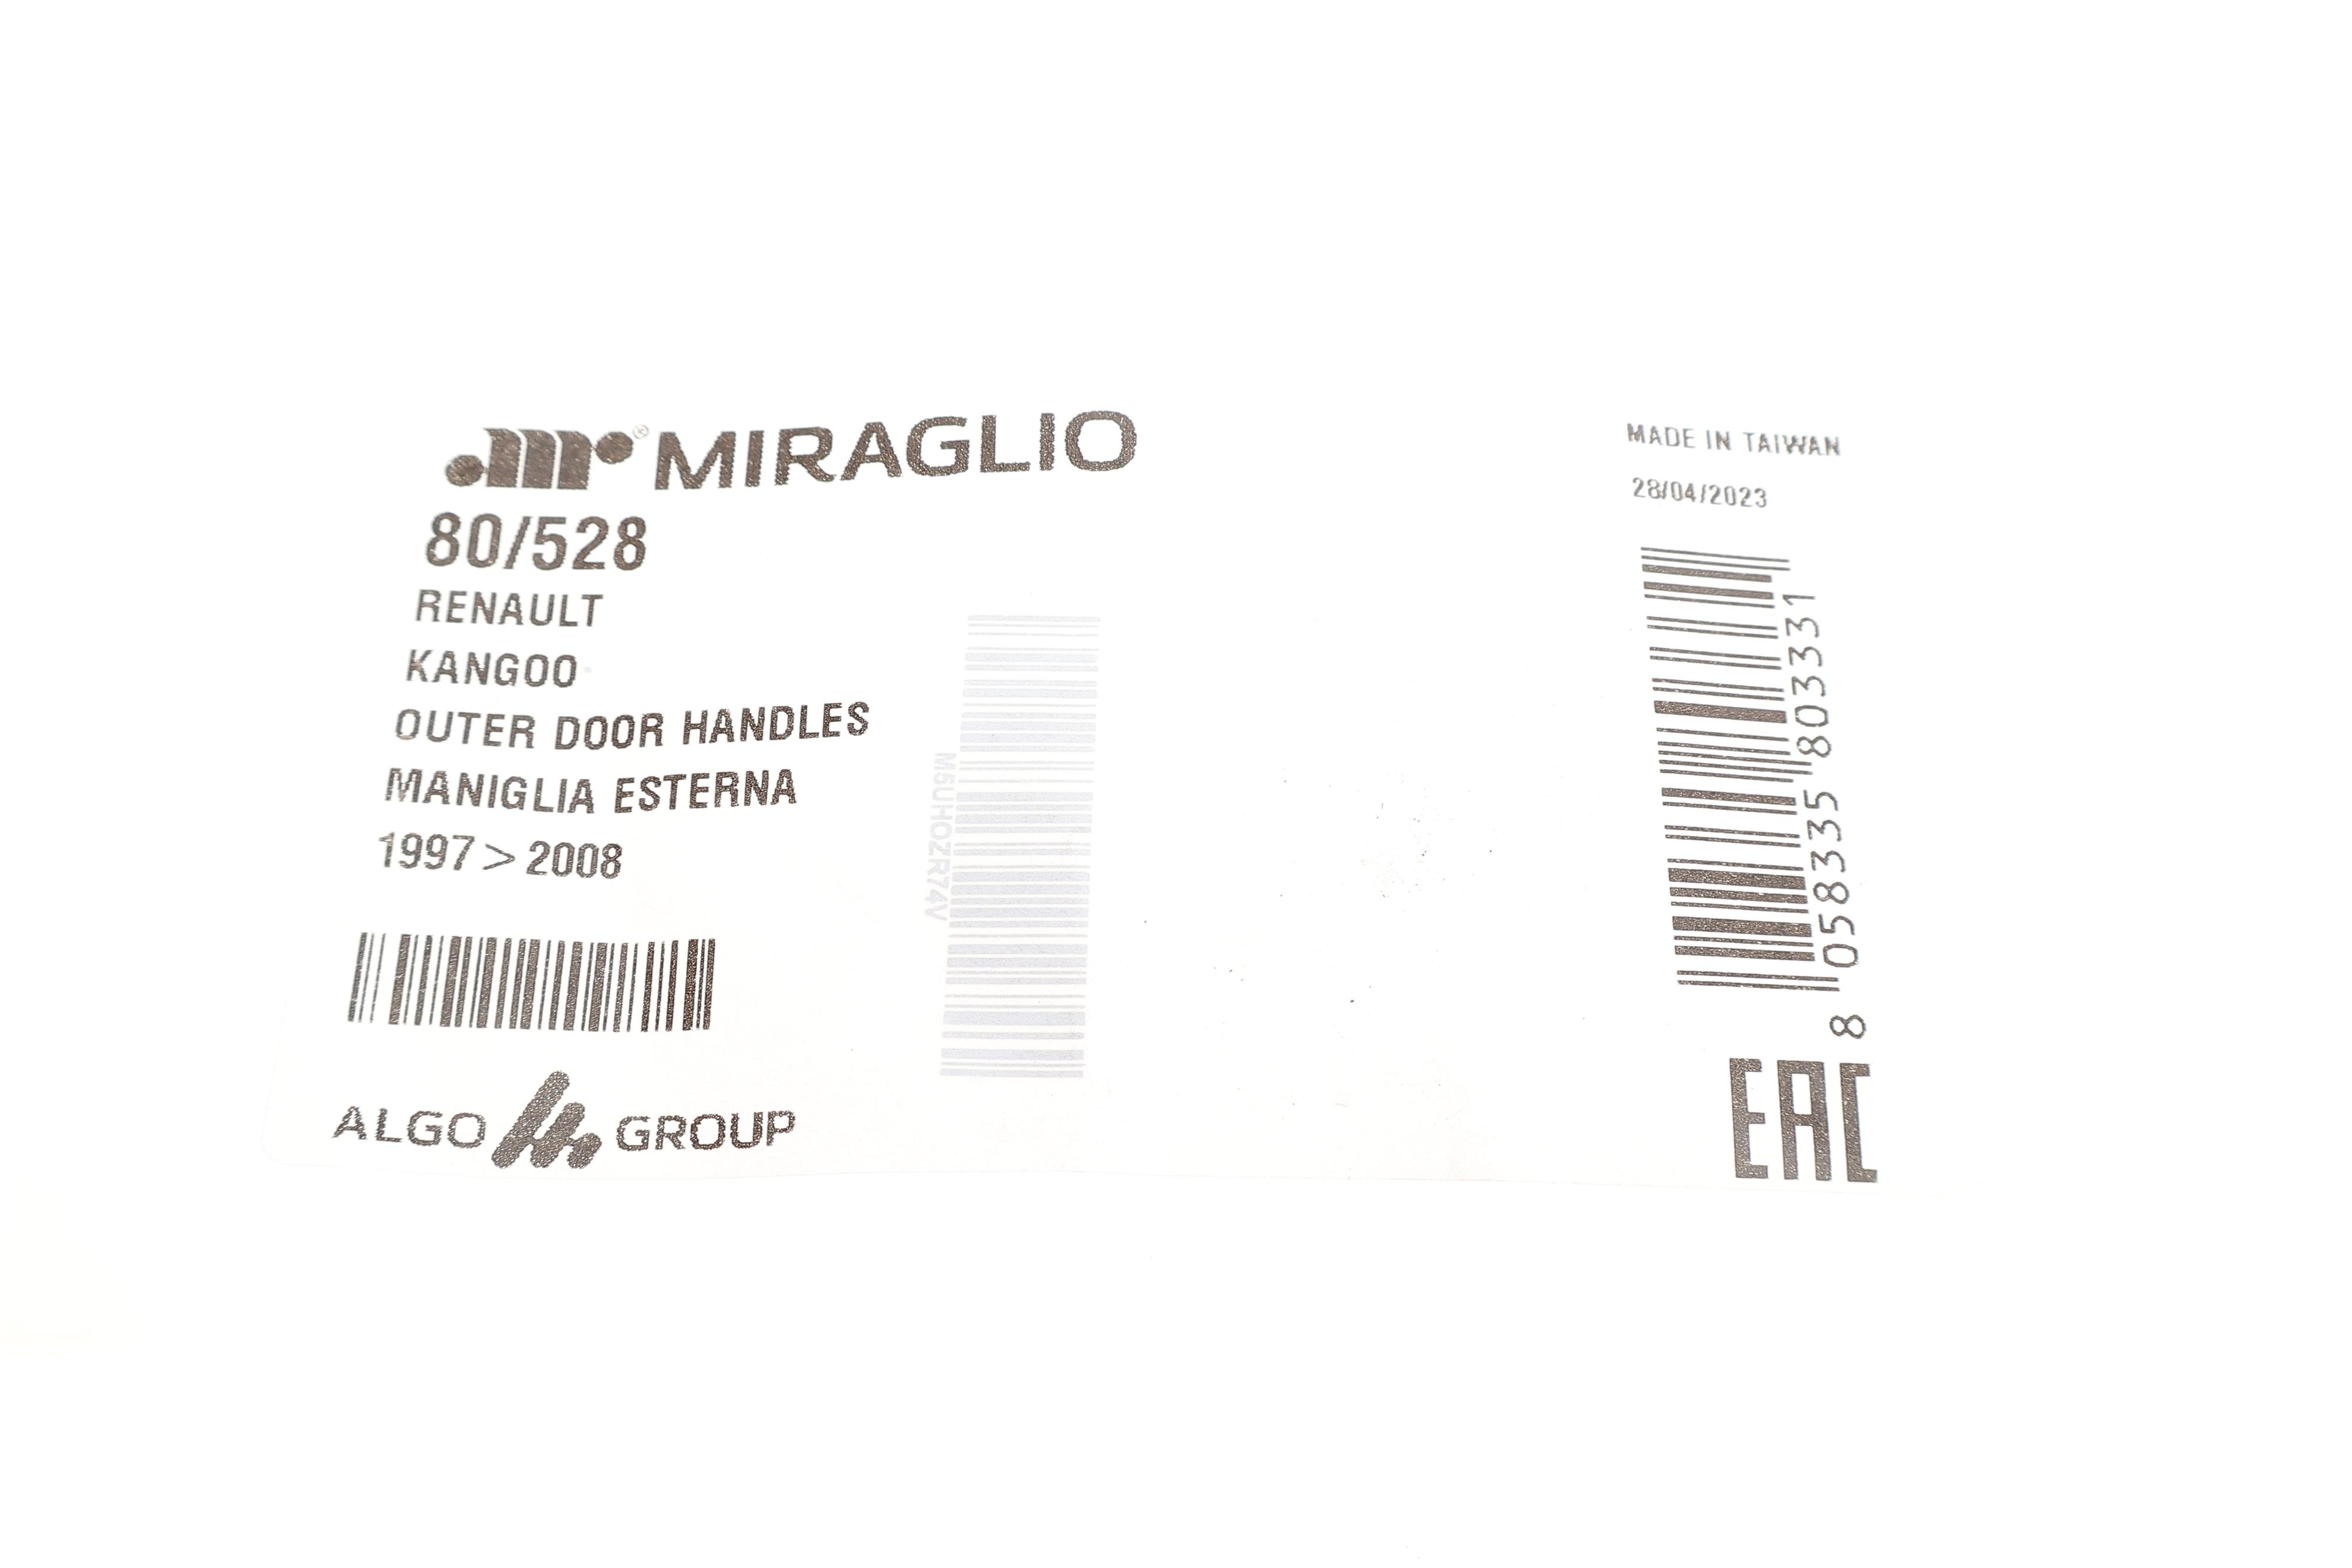 MIRAGLIO
80/528
RENAULT
KANGOO
OUTER DOOR HANDLES
MANIGLIA ESTERNA
1997 > 2008
ALGO GROUP
M5UHOZR74V
MADE IN TAIWAN
28/04/2023
8 058335 803331
EAC